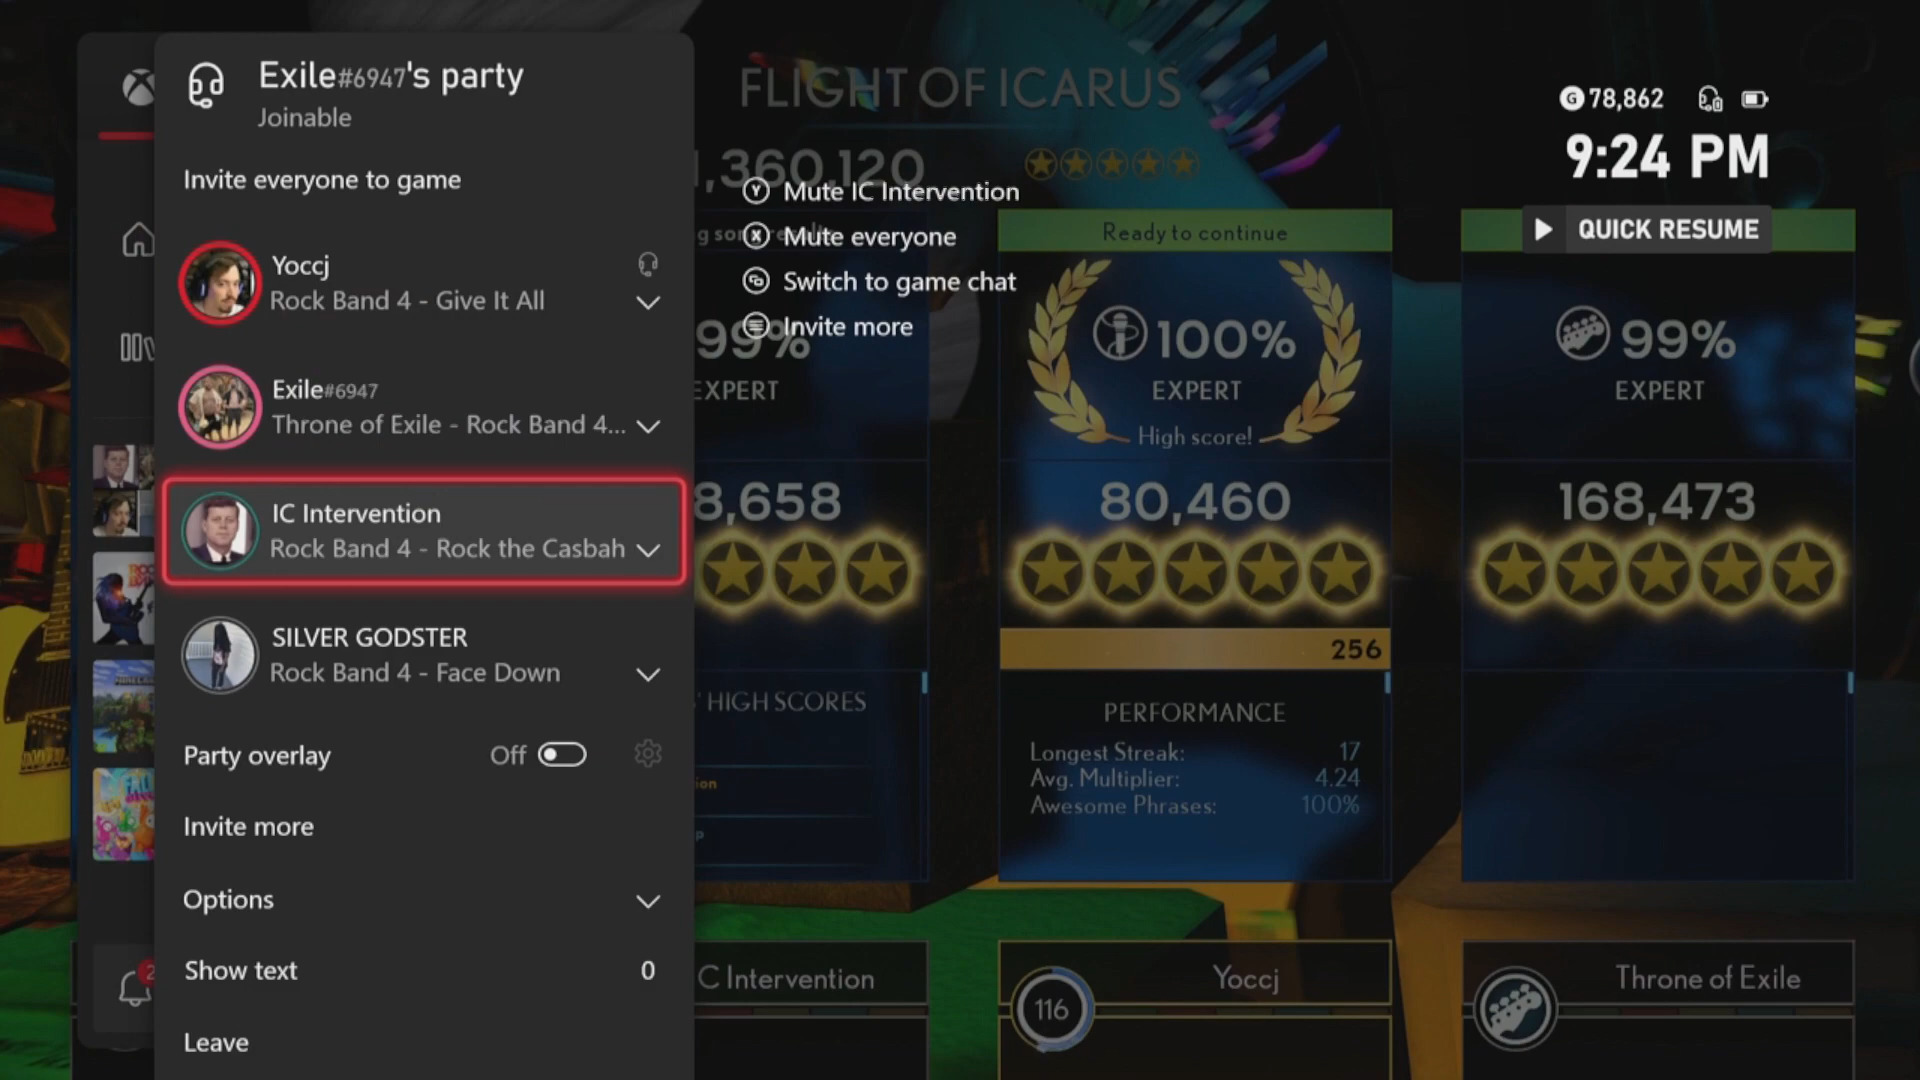 Exile#6947's party
Joinable
Invite everyone to game
Yoccj
Rock Band 4 - Give It All
Exile#6947
Throne of Exile - Rock Band 4...
IC Intervention
Rock Band 4 - Rock the Casbah
SILVER GODSTER
Rock Band 4 - Face Down
Party overlay
Off
Invite more
Options
Show text
0
Leave
2
FLIGHT OF ICARUS
1,360,120
Y Mute IC Intervention
X Mute everyone
Switch to game chat
Invite more
99%
EXPERT
8,658
HIGH SCORES
C Intervention
Ready to continue
100%
EXPERT
High score!
80,460
256
PERFORMANCE
Longest Streak: 17
Avg. Multiplier: 4.24
Awesome Phrases: 100%
116
Yoccj
G 78,862
9:24 PM
QUICK RESUME
99%
EXPERT
168,473
Throne of Exile